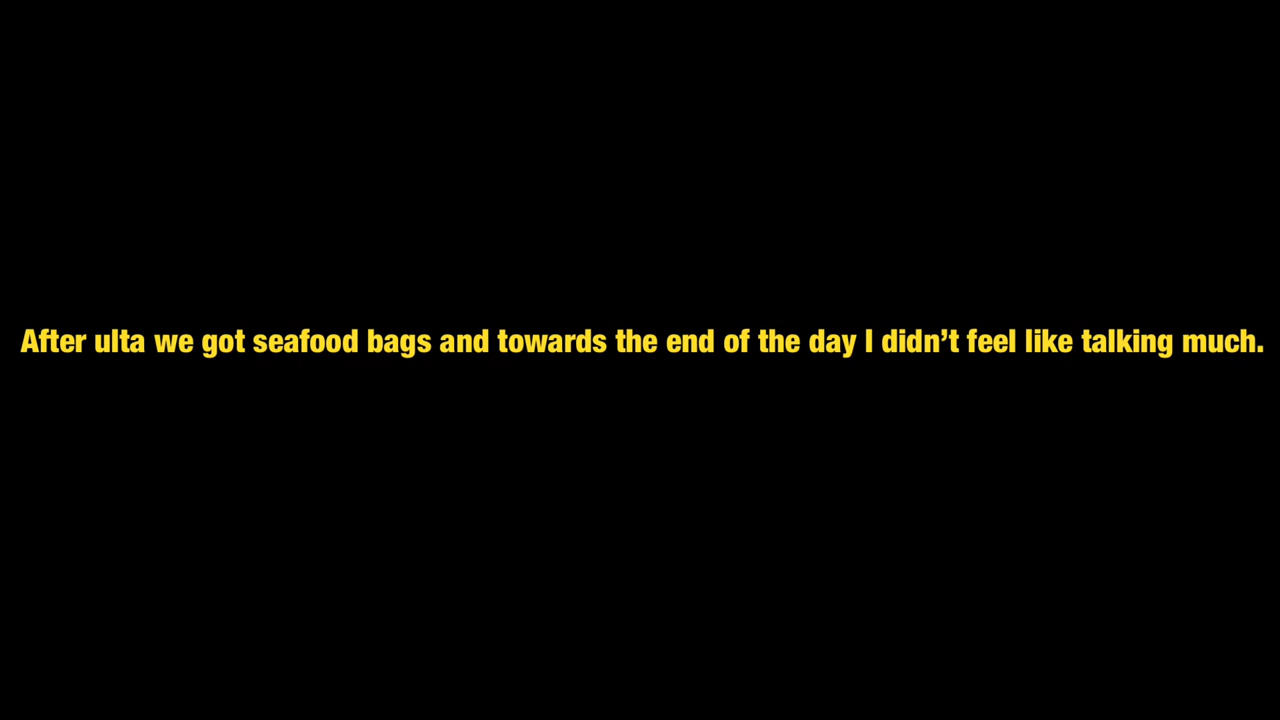 After ulta we got seafood bags and towards the end of the day I didn’t feel like talking much.